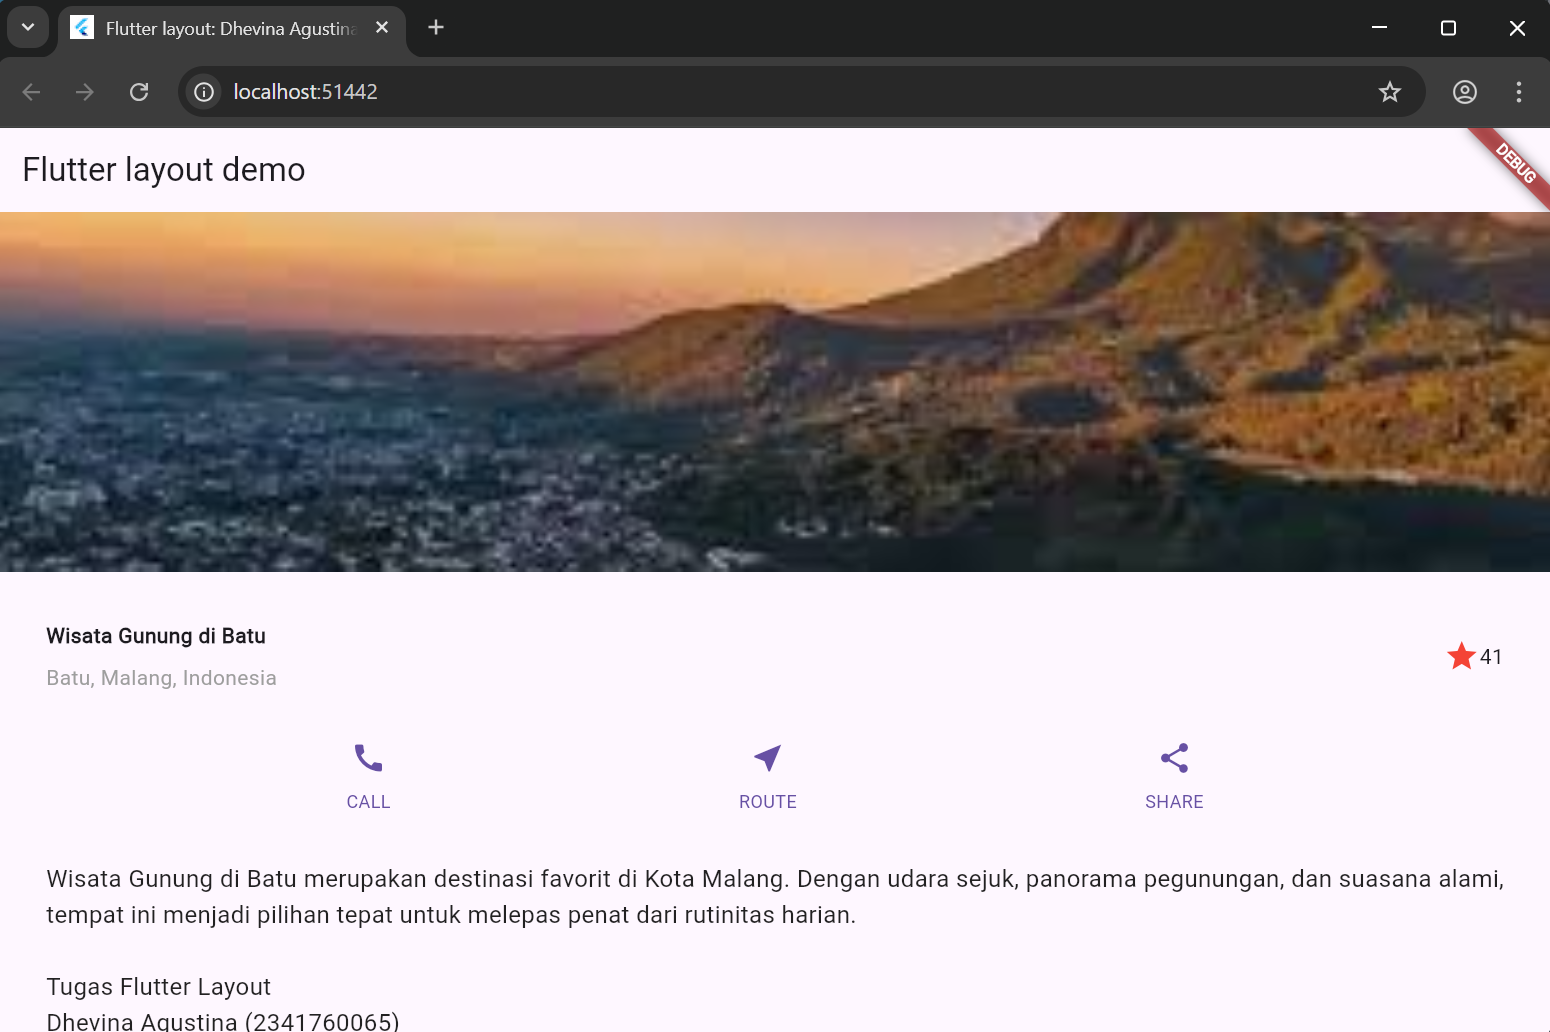 Flutter layout: Dhevina Agustina
localhost:51442
Flutter layout demo
DEBUG
Wisata Gunung di Batu
Batu, Malang, Indonesia
41
CALL
ROUTE
SHARE
Wisata Gunung di Batu merupakan destinasi favorit di Kota Malang. Dengan udara sejuk, panorama pegunungan, dan suasana alami,
tempat ini menjadi pilihan tepat untuk melepas penat dari rutinitas harian.
Tugas Flutter Layout
Dhevina Agustina (2341760065)